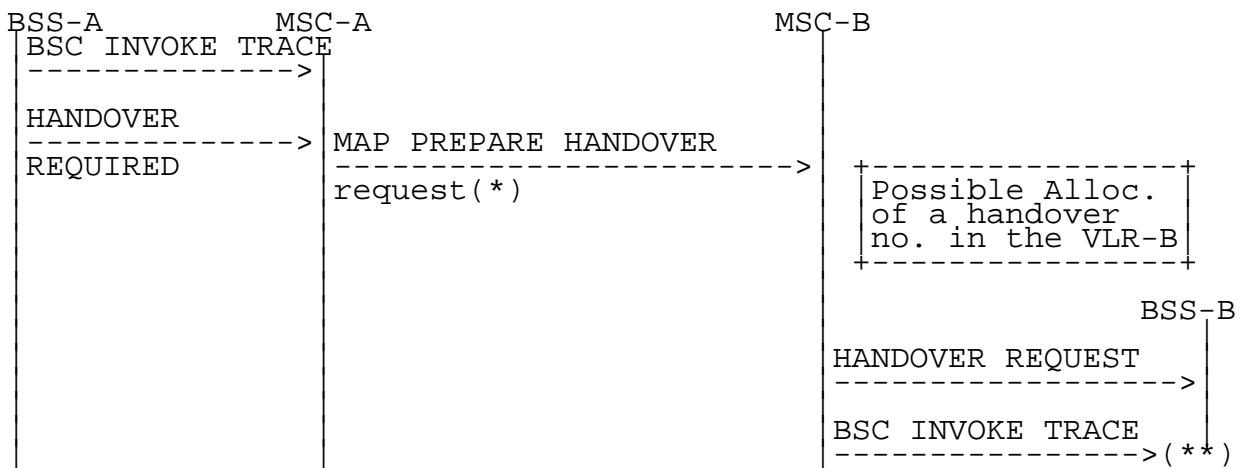 BSS-A MSC-A MSC-B
BSC INVOKE TRACE
HANDOVER
REQUIRED
MAP PREPARE HANDOVER
request(*)
Possible Alloc.
of a handover
no. in the VLR-B
BSS-B
HANDOVER REQUEST
BSC INVOKE TRACE
(**)